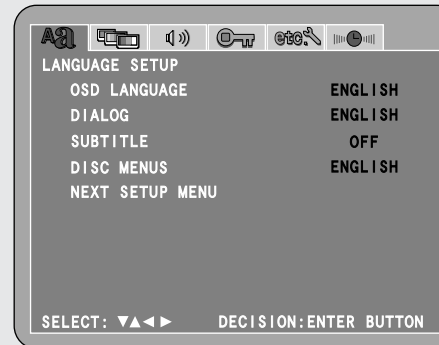 Aa etc.
LANGUAGE SETUP
OSD LANGUAGE ENGLISH
DIALOG ENGLISH
SUBTITLE OFF
DISC MENUS ENGLISH
NEXT SETUP MENU
SELECT: ▼▲◄► DECISION:ENTER BUTTON